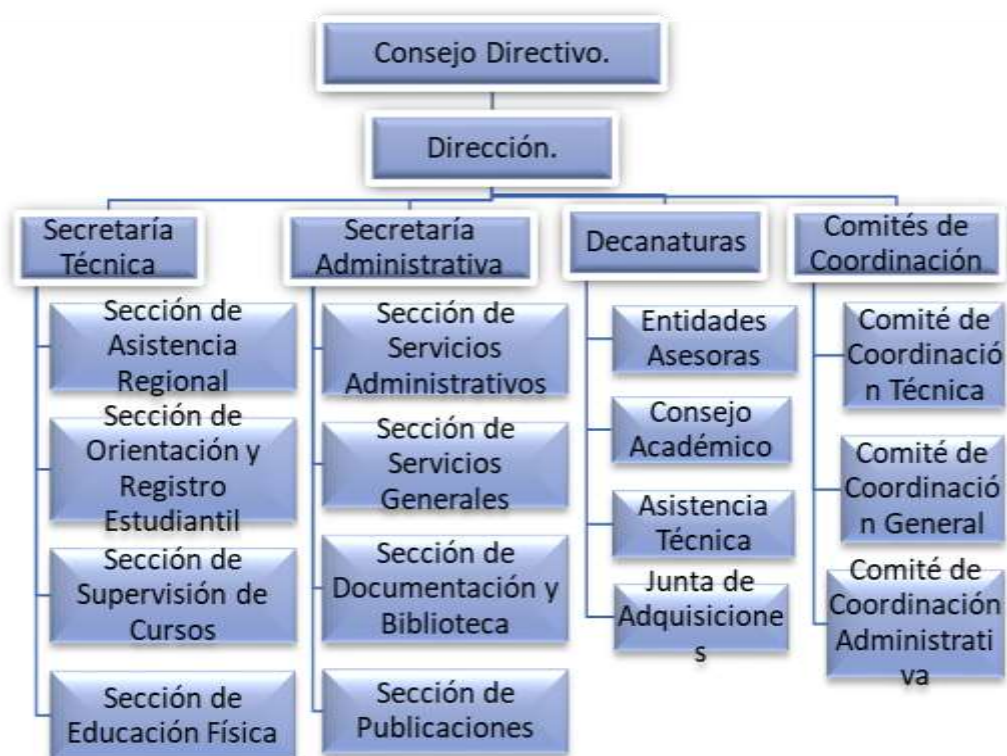 Consejo Directivo.
Dirección.
Secretaría
Técnica
Sección de
Asistencia
Regional
Sección de
Orientación y
Registro
Estudiantil
Sección de
Supervisión de
Cursos
Sección de
Educación Física
Secretaría
Administrativa
Sección de
Servicios
Administrativos
Sección de
Servicios
Generales
Sección de
Documentación y
Biblioteca
Sección de
Publicaciones
Decanaturas
Entidades
Asesoras
Consejo
Académico
Asistencia
Técnica
Junta de
Adquisicione
s
Comités de
Coordinación
Comité de
Coordinació
n Técnica
Comité de
Coordinació
n General
Comité de
Coordinación
Administrati
va